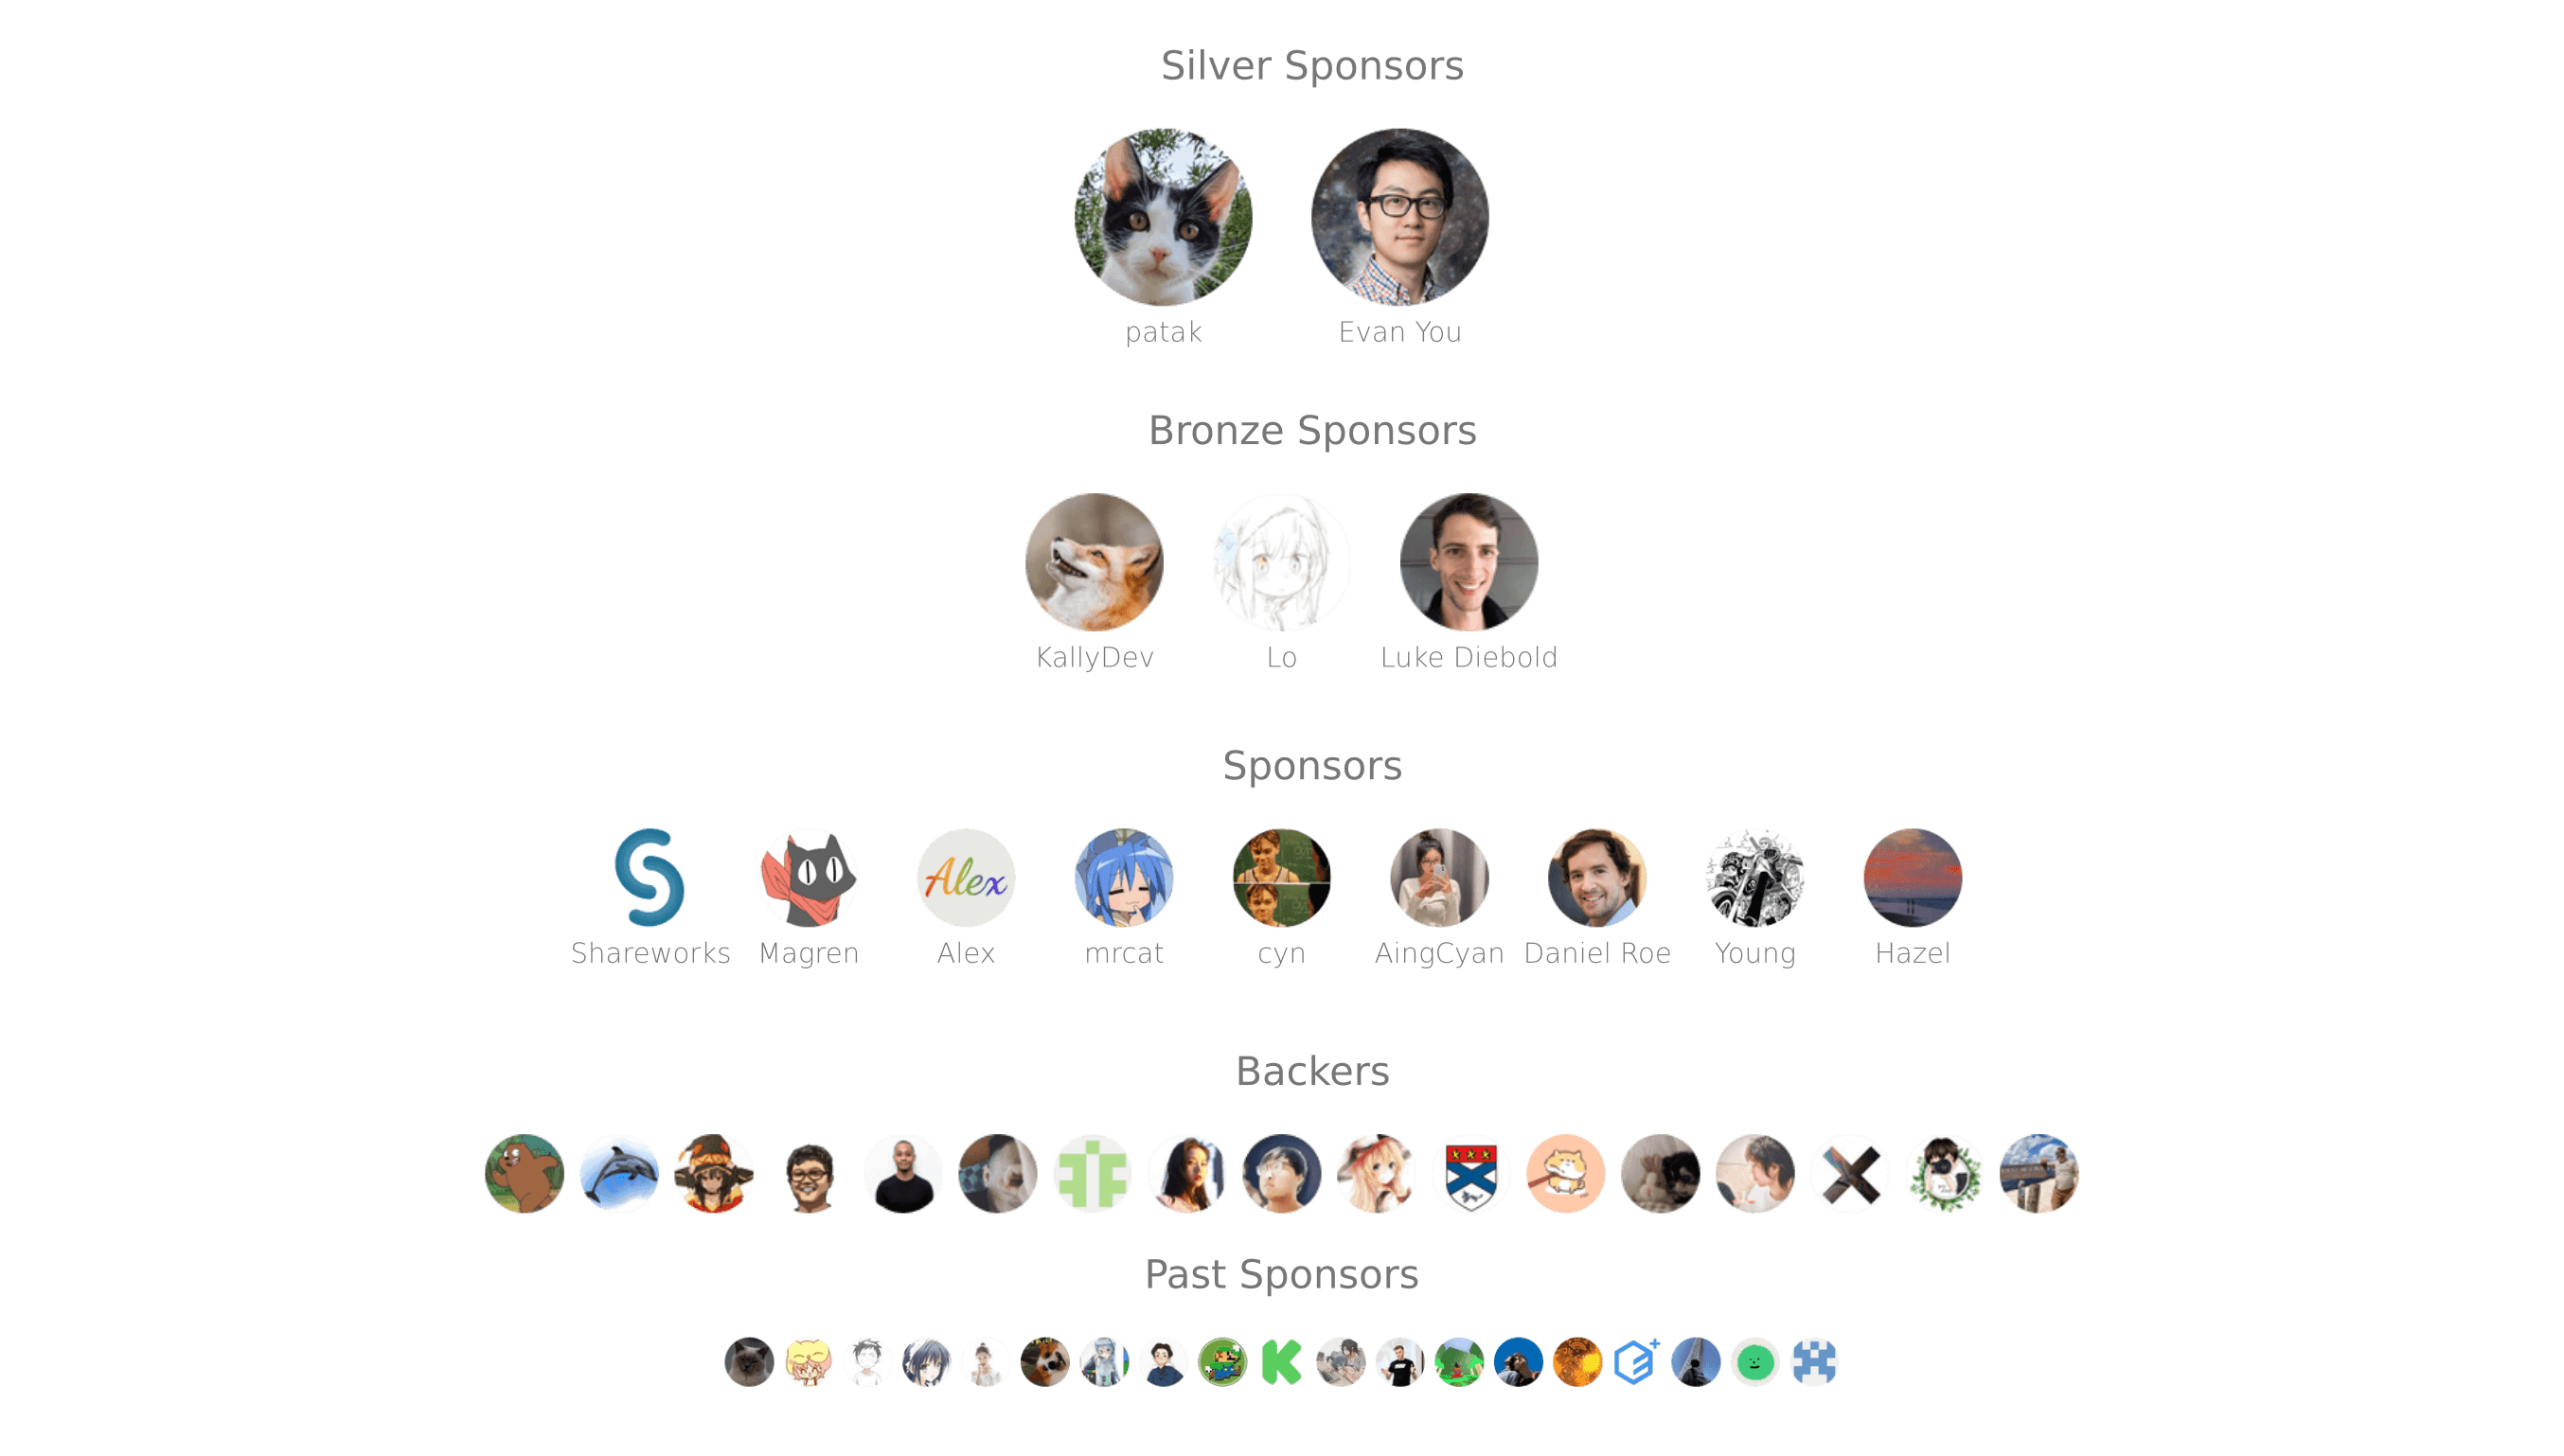 Silver Sponsors
patak
Evan You
Bronze Sponsors
KallyDev
Lo
Luke Diebold
Sponsors
Alex
Shareworks
Magren
Alex
mrcat
cyn
AingCyan
Daniel Roe
Young
Hazel
Backers
Past Sponsors
K